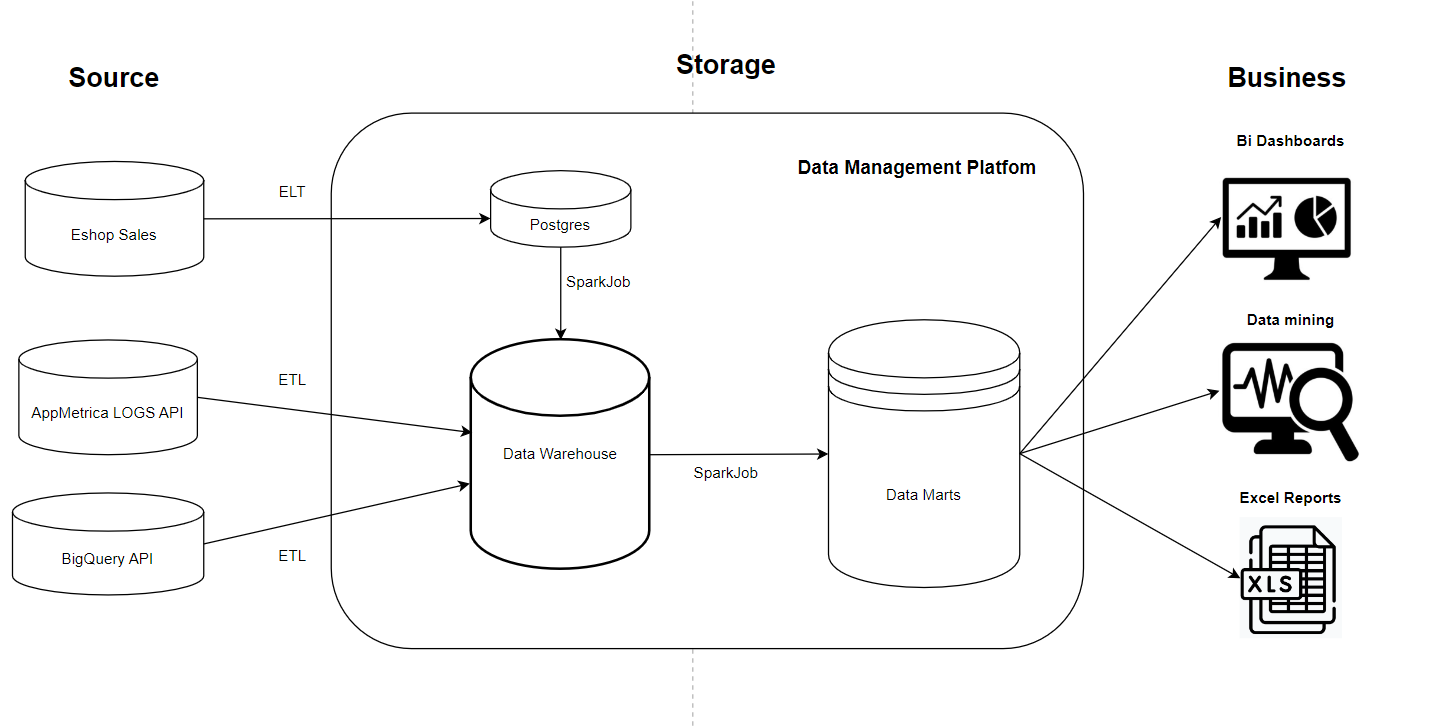 Source
Storage
Business
Bi Dashboards
Data Management Platfom
ELT
Eshop Sales
Postgres
SparkJob
Data mining
ETL
AppMetrica LOGS API
Data Warehouse
SparkJob
Data Marts
Excel Reports
BigQuery API
ETL
XLS